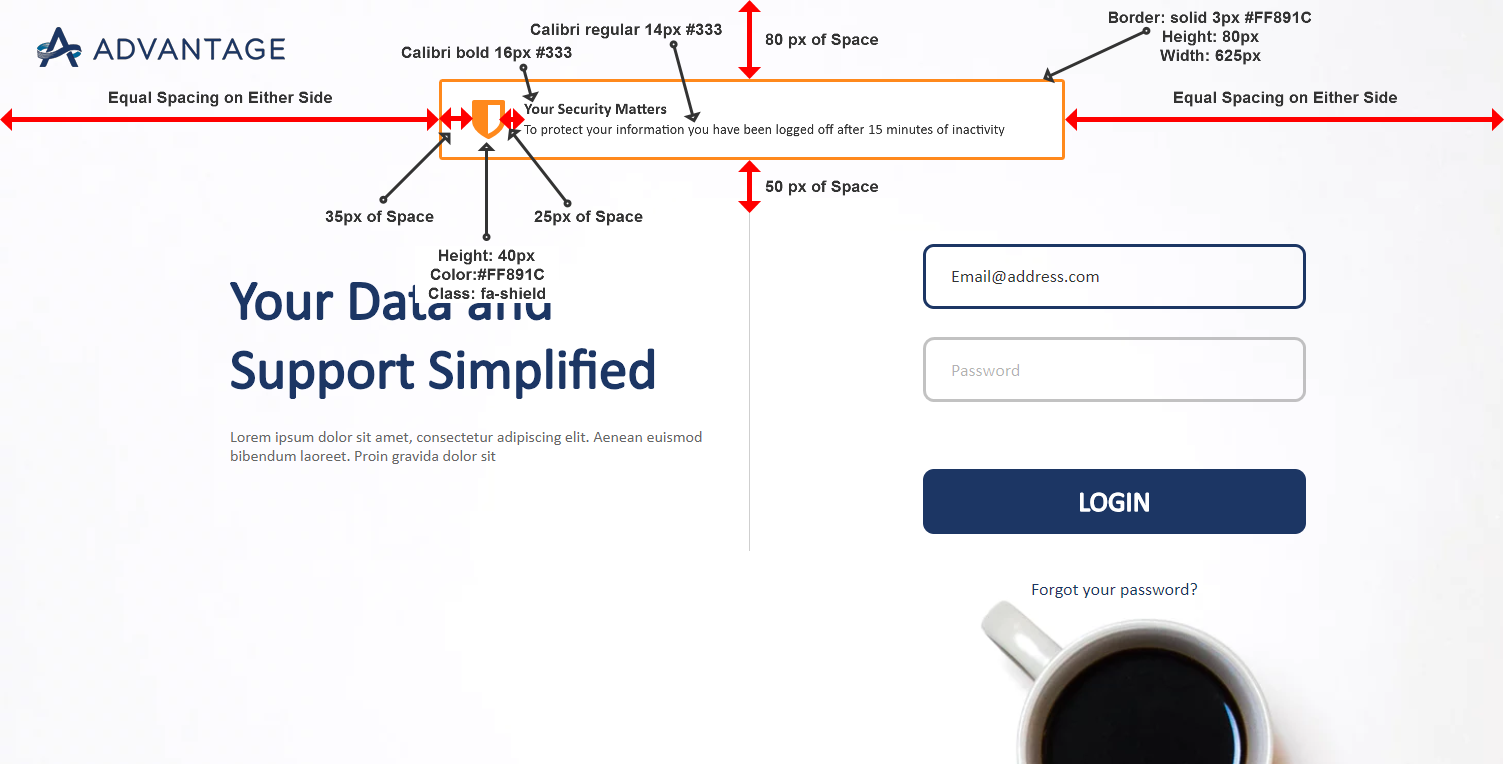 ADVANTAGE
Calibri bold 16px #333
Calibri regular 14px #333
80 px of Space
Border: solid 3px #FF891C
Height: 80px
Width: 625px
Equal Spacing on Either Side
Your Security Matters
To protect your information you have been logged off after 15 minutes of inactivity
Equal Spacing on Either Side
35px of Space
25px of Space
50 px of Space
Height: 40px
Color:#FF891C
Class: fa-shield
Your Data and
Support Simplified
Lorem ipsum dolor sit amet, consectetur adipiscing elit. Aenean euismod
bibendum laoreet. Proin gravida dolor sit
Email@address.com
Password
LOGIN
Forgot your password?